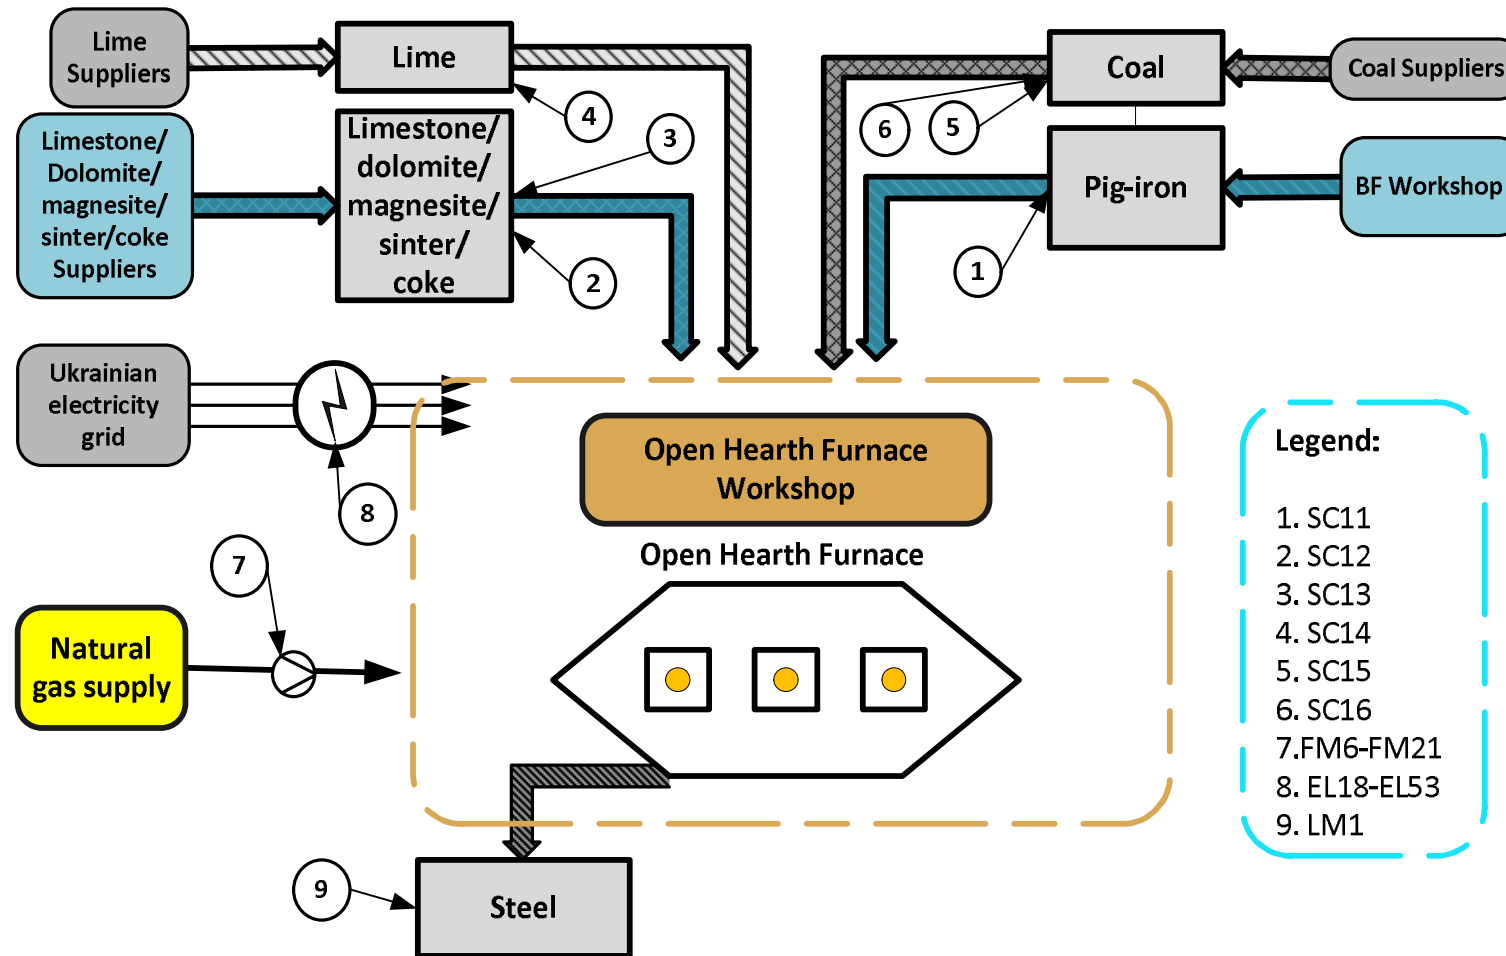 Lime
Suppliers
Lime
4
Coal
Coal Suppliers
6
5
Limestone/
Dolomite/
magnesite/
sinter/coke
Suppliers
Limestone/
dolomite/
magnesite/
sinter/
coke
3
2
Pig-iron
BF Workshop
1
Ukrainian
electricity
grid
8
Open Hearth Furnace
Workshop
Open Hearth Furnace
7
Natural
gas supply
9
Steel
Legend:
1. SC11
2. SC12
3. SC13
4. SC14
5. SC15
6. SC16
7.FM6-FM21
8. EL18-EL53
9. LM1